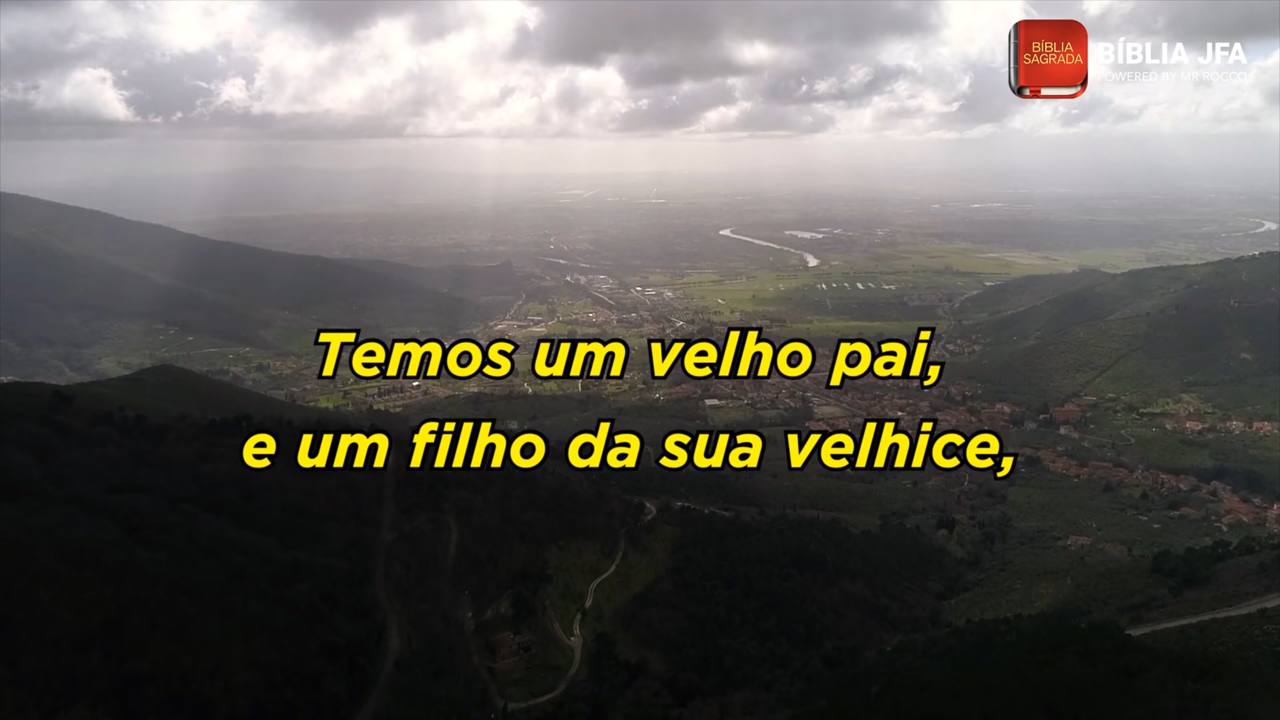 BÍBLIA
SAGRADA
BÍBLIA JFA
POWERED BY MR ROCCO
Temos um velho pai,
e um filho da sua velhice,